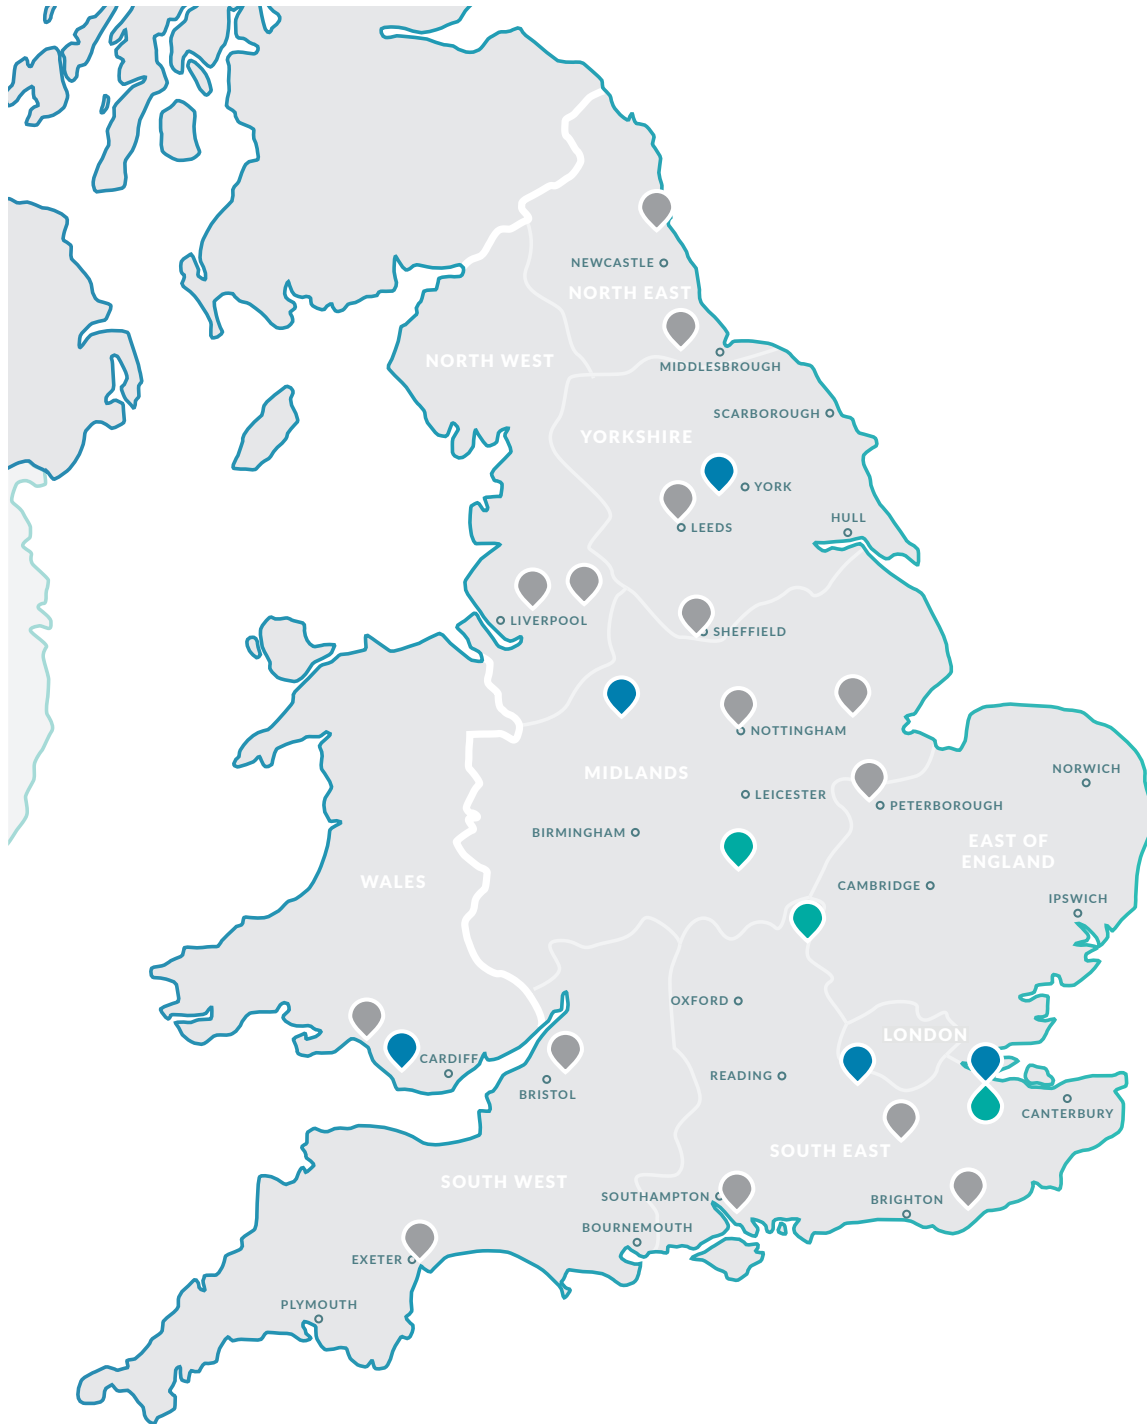 NEWCASTLE
NORTH EAST
NORTH WEST
MIDDLESBROUGH
SCARBOROUGH
YORKSHIRE
YORK
LEEDS
HULL
LIVERPOOL
SHEFFIELD
NOTTINGHAM
MIDLANDS
NORWICH
LEICESTER
PETERBOROUGH
BIRMINGHAM
EAST OF
ENGLAND
WALES
CAMBRIDGE
IPSWICH
OXFORD
LONDON
CARDIFF
READING
BRISTOL
CANTERBURY
SOUTH EAST
SOUTH WEST
SOUTHAMPTON
BRIGHTON
BOURNEMOUTH
EXETER
PLYMOUTH